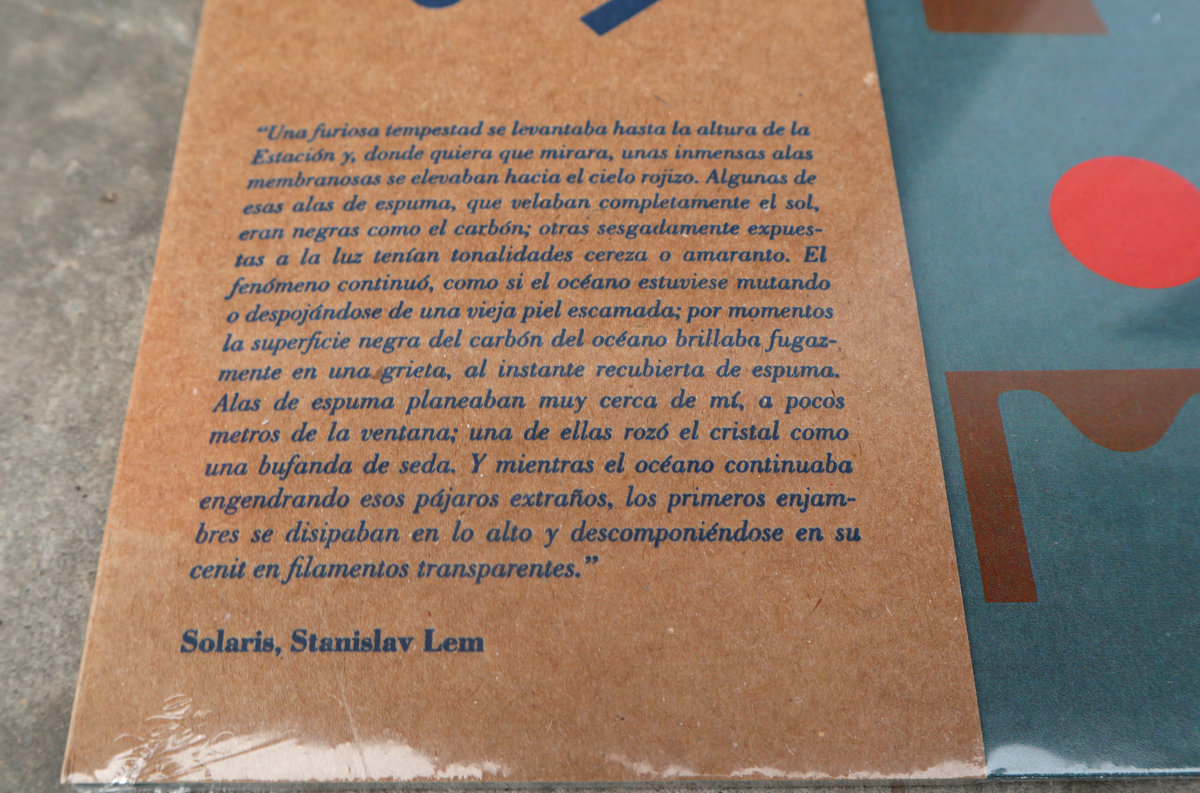 “Una furiosa tempestad se levantaba hasta la altura de la
Estación y, donde quiera que mirara, unas inmensas alas
membranosas se elevaban hacia el cielo rojizo. Algunas de
esas alas de espuma, que velaban completamente el sol,
eran negras como el carbón; otras sesgadamente expues-
tas a la luz tenían tonalidades cereza o amaranto. El
fenómeno continuó, como si el océano estuviese mutando
o despojándose de una vieja piel escamada; por momentos
la superficie negra del carbón del océano brillaba fugaz-
mente en una grieta, al instante recubierta de espuma.
Alas de espuma planeaban muy cerca de mí, a pocos
metros de la ventana; una de ellas rozó el cristal como
una bufanda de seda. Y mientras el océano continuaba
engendrando esos pájaros extraños, los primeros enjam-
bres se disipaban en lo alto y descomponiéndose en su
cenit en filamentos transparentes.”
Solaris, Stanislav Lem